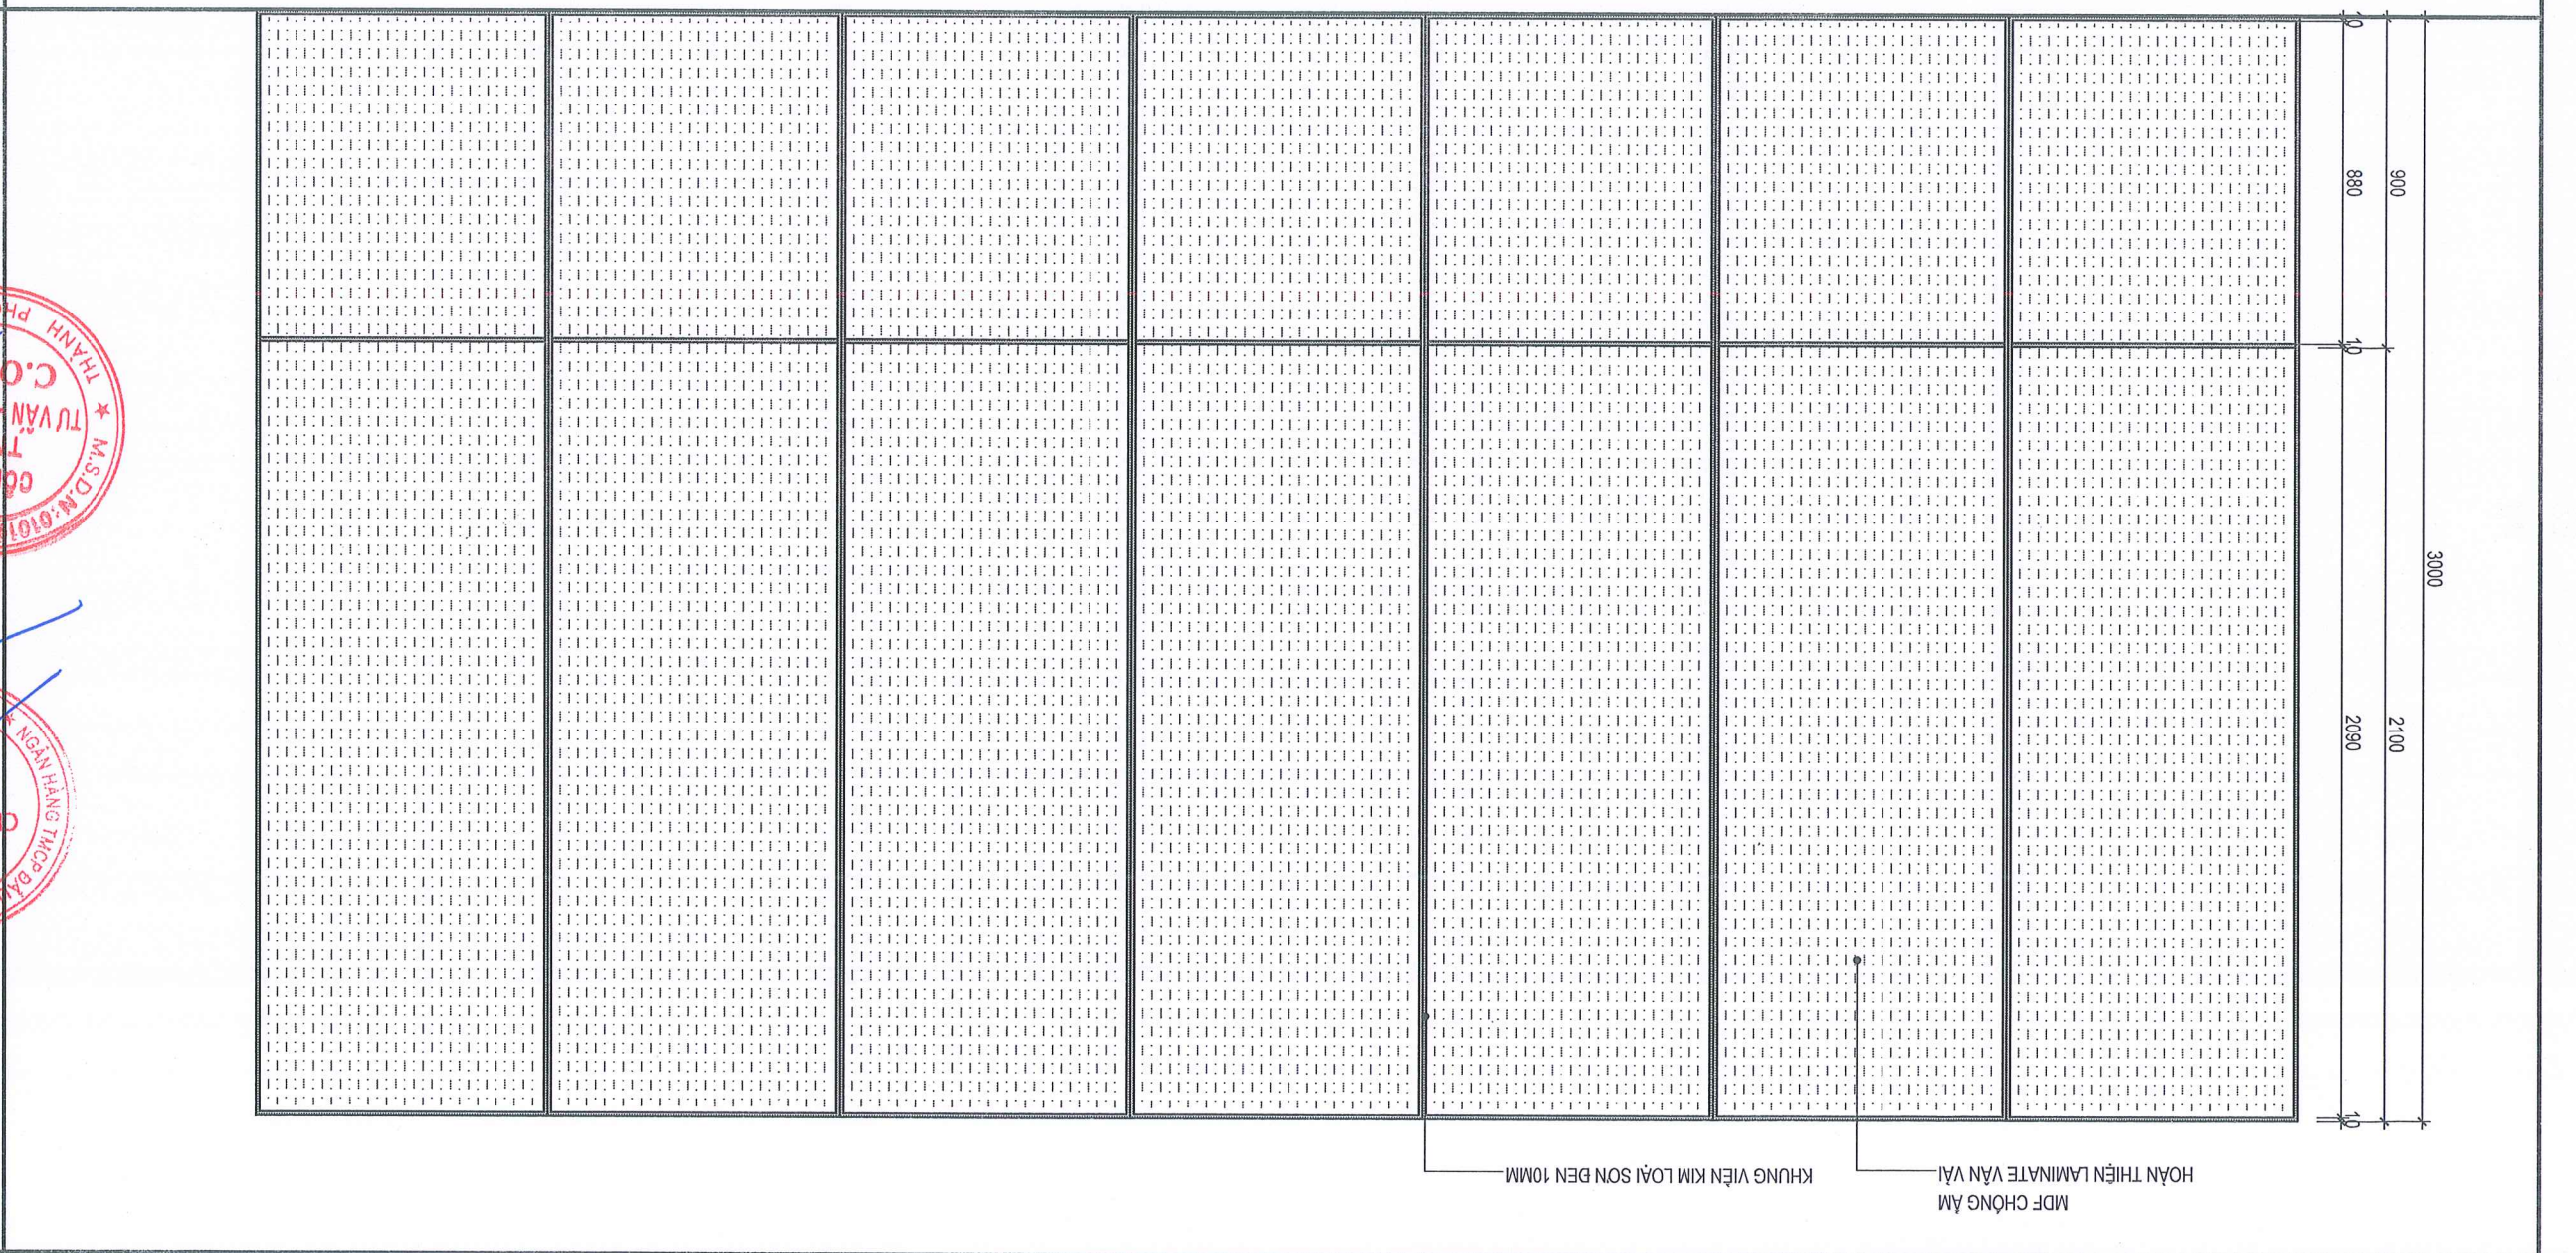 MDF CHỐNG ẨM
HOÀN THIỆN LAMINATE VÂN VẢI
KHUNG VIỀN KIM LOẠI SƠN ĐEN 10MM
10
2090
10
880
10
2100
900
3000
★ NGÂN HÀNG TMCP ĐẦU
M.S.D.N:0101
★ THÀNH PH
TƯ VẤN
C.O